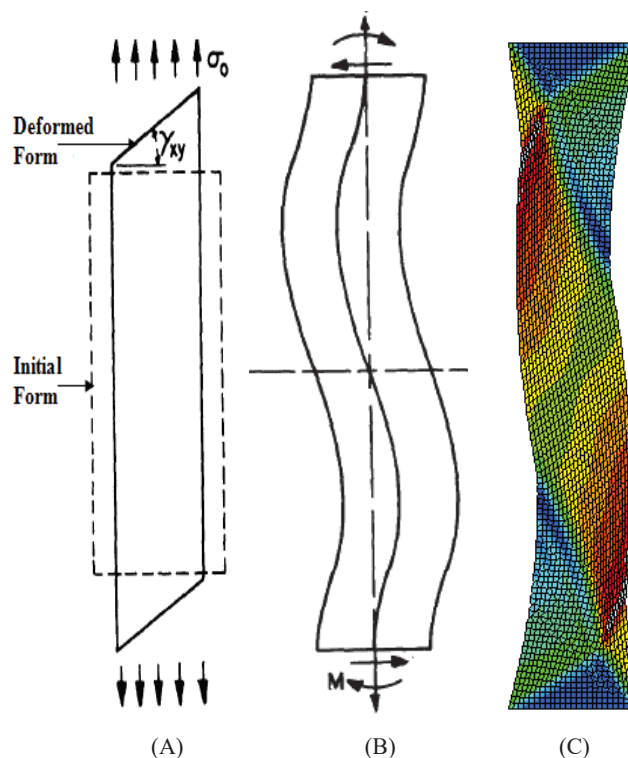 σ₀
Deformed
Form
γxy
Initial
Form
M
(A)
(B)
(C)